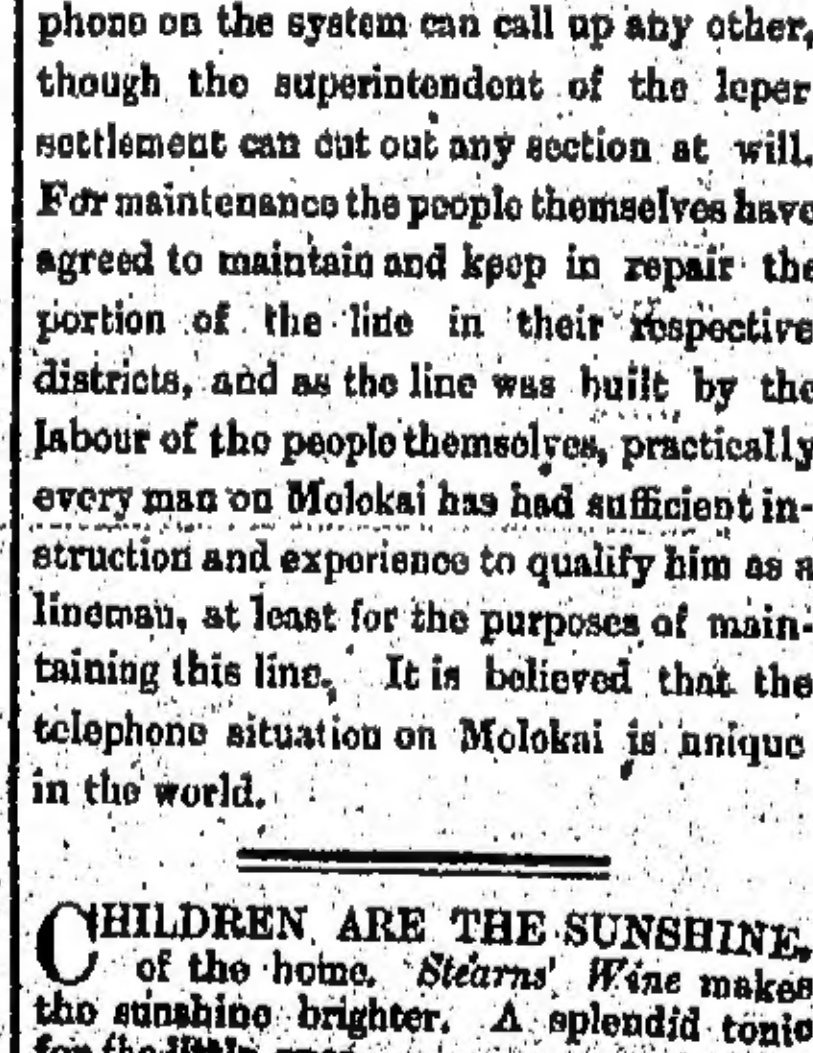 phone on the system can call up any other,
though the superintendent of the leper
settlement can cut out any section at will.
For maintenance the people themselves have
agreed to maintain and keep in repair the
portion of the line in their respective
districts, and as the line was built by the
labour of the people themselves, practically
every man on Molokai has had sufficient in-
struction and experience to qualify him as a
lineman, at least for the purposes of main-
taining this line. It is believed that the
telephone situation on Molokai is unique
in the world.
CHILDREN ARE THE SUNSHINE,
of the home. Stearns' Wine makes
the sunshine brighter. A splendid tonic
for the little ones